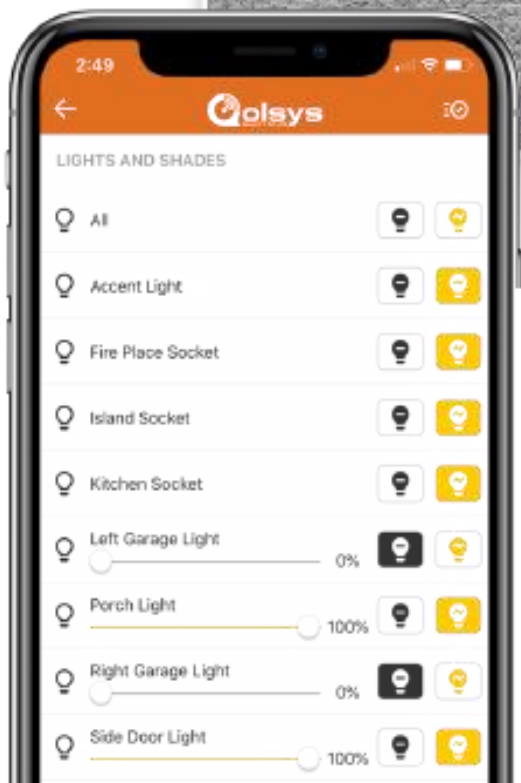 2:49
Qolsys
LIGHTS AND SHADES
All
Accent Light
Fire Place Socket
Island Socket
Kitchen Socket
Left Garage Light
0%
Porch Light
100%
Right Garage Light
0%
Side Door Light
100%